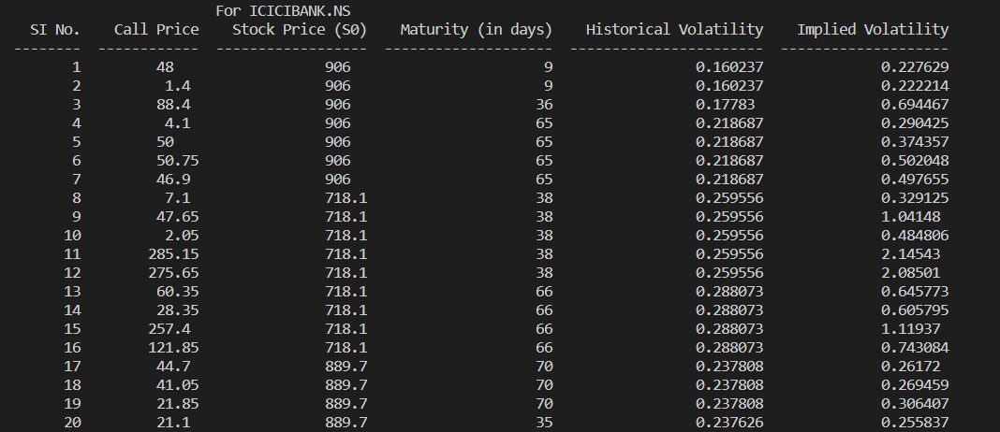 For ICICIBANK.NS
SI No. Call Price Stock Price (S0) Maturity (in days) Historical Volatility Implied Volatility
-------- ------------ ----------------- -------------------- ----------------------- --------------------
1 48 906 9 0.160237 0.227629
2 1.4 906 9 0.160237 0.222214
3 88.4 906 36 0.17783 0.694467
4 4.1 906 65 0.218687 0.290425
5 50 906 65 0.218687 0.374357
6 50.75 906 65 0.218687 0.502048
7 46.9 906 65 0.218687 0.497655
8 7.1 718.1 38 0.259556 0.329125
9 47.65 718.1 38 0.259556 1.04148
10 2.05 718.1 38 0.259556 0.484806
11 285.15 718.1 38 0.259556 2.14543
12 275.65 718.1 38 0.259556 2.08501
13 60.35 718.1 66 0.288073 0.645773
14 28.35 718.1 66 0.288073 0.605795
15 257.4 718.1 66 0.288073 1.11937
16 121.85 718.1 66 0.288073 0.743084
17 44.7 889.7 70 0.237808 0.26172
18 41.05 889.7 70 0.237808 0.269459
19 21.85 889.7 70 0.237808 0.306407
20 21.1 889.7 35 0.237626 0.255837